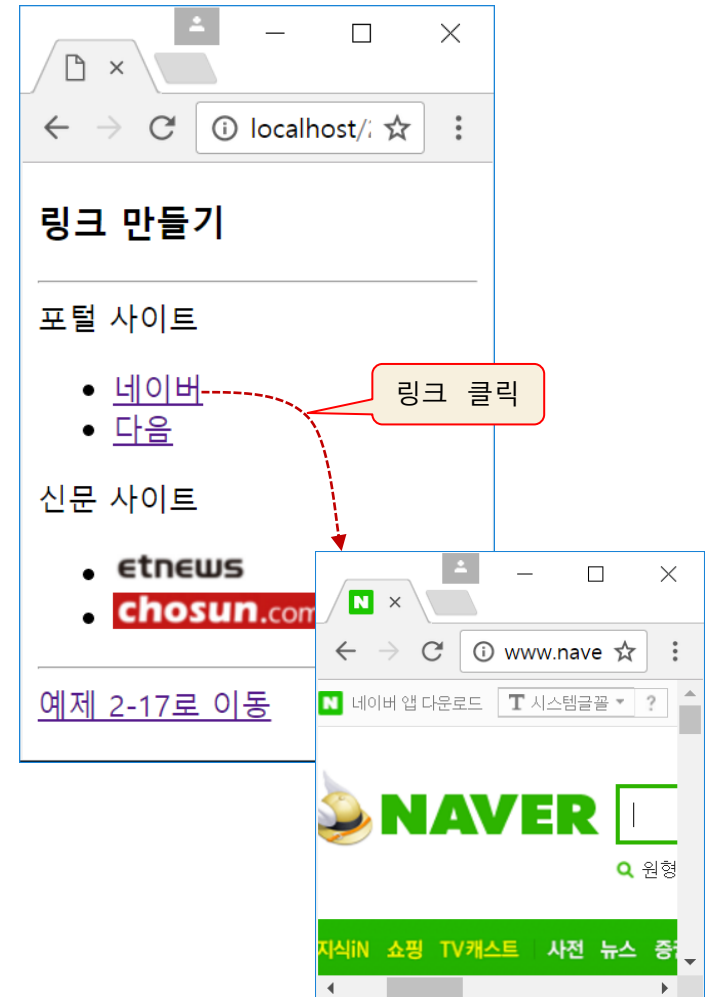 localhost/2
링크 만들기
포털 사이트
네이버
링크 클릭
다음
신문 사이트
etnews
chosun.com
예제 2-17로 이동
www.nave
네이버 앱 다운로드
T 시스템글꼴
?
NAVER
원형
지식iN 쇼핑 TV캐스트 사전 뉴스